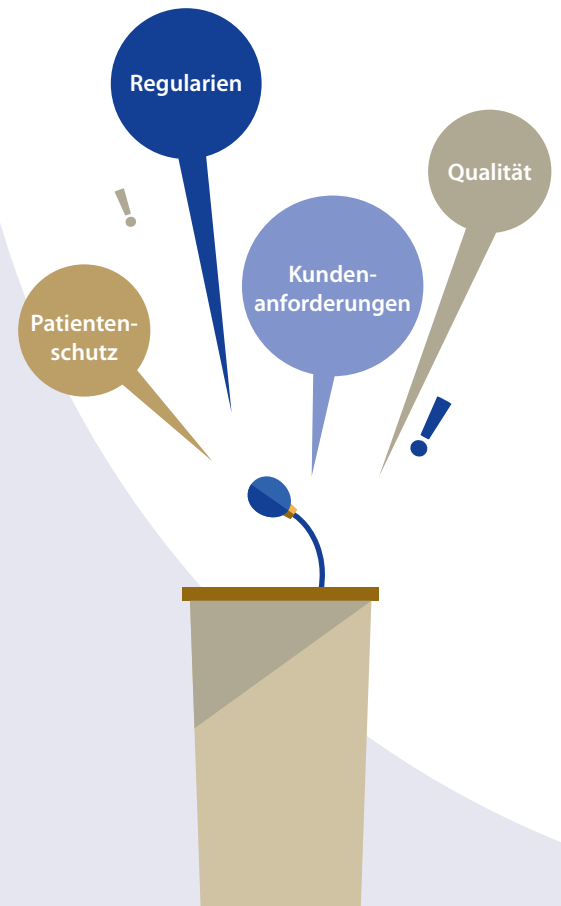 Regularien
Qualität
Kunden-
anforderungen
Patienten-
schutz